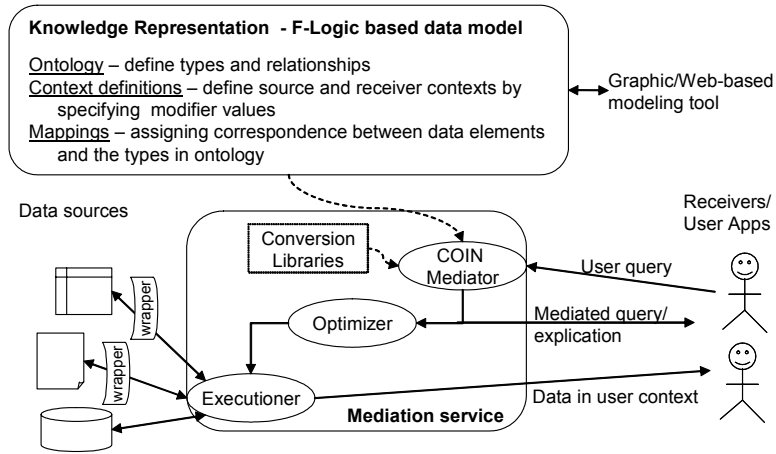 Knowledge Representation - F-Logic based data model
Ontology – define types and relationships
Context definitions – define source and receiver contexts by
specifying modifier values
Mappings – assigning correspondence between data elements
and the types in ontology
Graphic/Web-based
modeling tool
Data sources
Receivers/
User Apps
Conversion
Libraries
COIN
Mediator
User query
wrapper
Optimizer
Mediated query/
explication
wrapper
Executioner
Data in user context
Mediation service